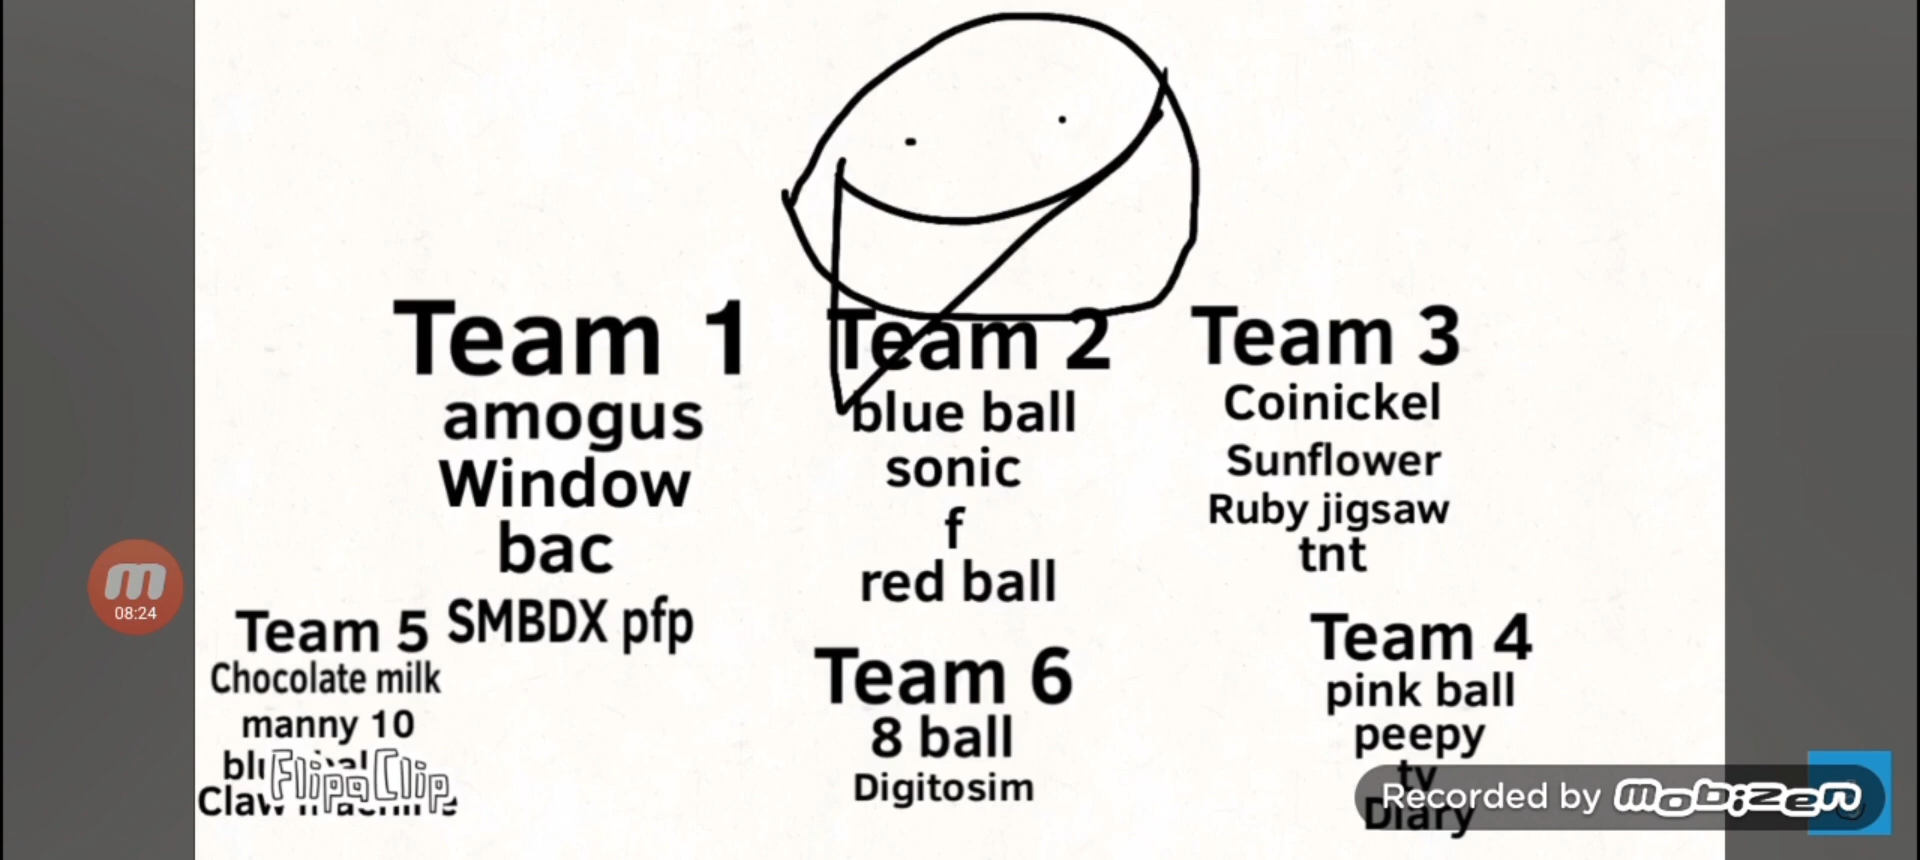 Team 1
amogus
Window
bac
SMBDX pfp
Team 2
blue ball
sonic
f
red ball
Team 3
Coinickel
Sunflower
Ruby jigsaw
tnt
08:24
Team 5
Chocolate milk
manny 10
FlipaClip
Team 6
8 ball
Digitosim
Team 4
pink ball
peepy
tv
Diary
Recorded by mobizen